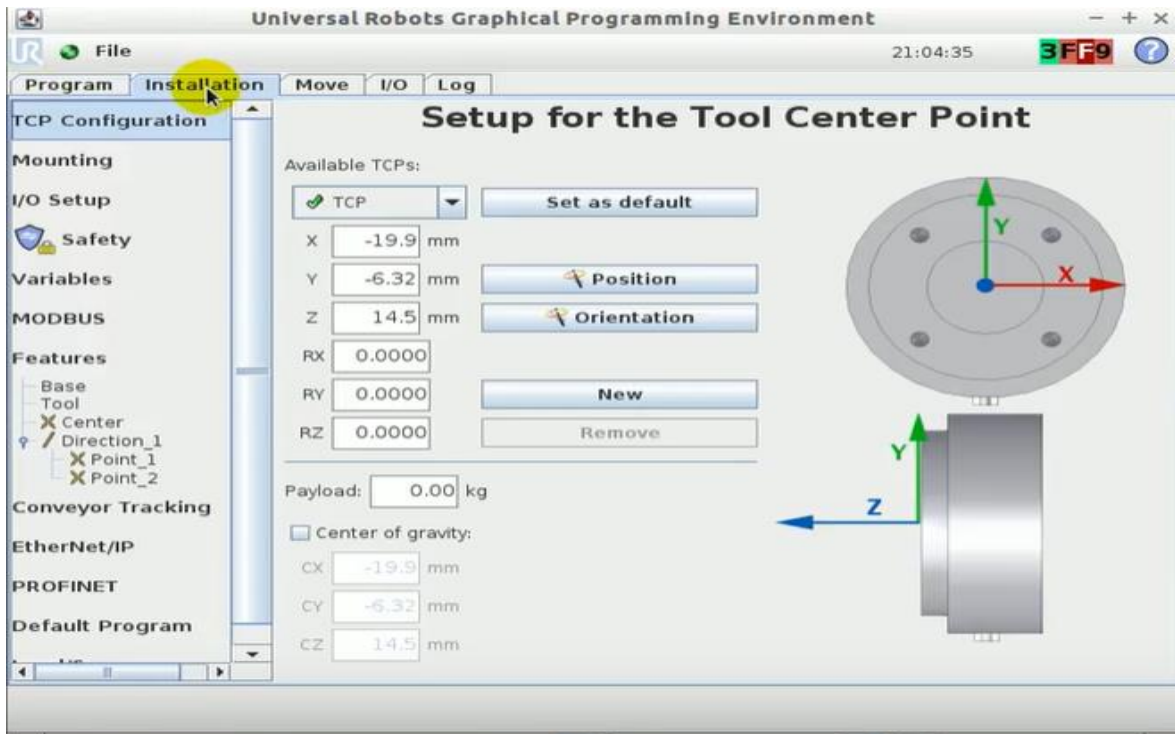 Universal Robots Graphical Programming Environment
UR File 21:04:35 3FF9 ?
Program Installation Move I/O Log
TCP Configuration
Mounting
I/O Setup
Safety
Variables
MODBUS
Features
Base
Tool
Center
Direction_1
Point_1
Point_2
Conveyor Tracking
EtherNet/IP
PROFINET
Default Program
Setup for the Tool Center Point
Available TCPs:
TCP Set as default
X -19.9 mm
Y -6.32 mm Position
Z 14.5 mm Orientation
RX 0.0000
RY 0.0000 New
RZ 0.0000 Remove
Payload: 0.00 kg
Center of gravity:
CX -19.9 mm
CY -6.32 mm
CZ 14.5 mm
Y
X
Y
Z